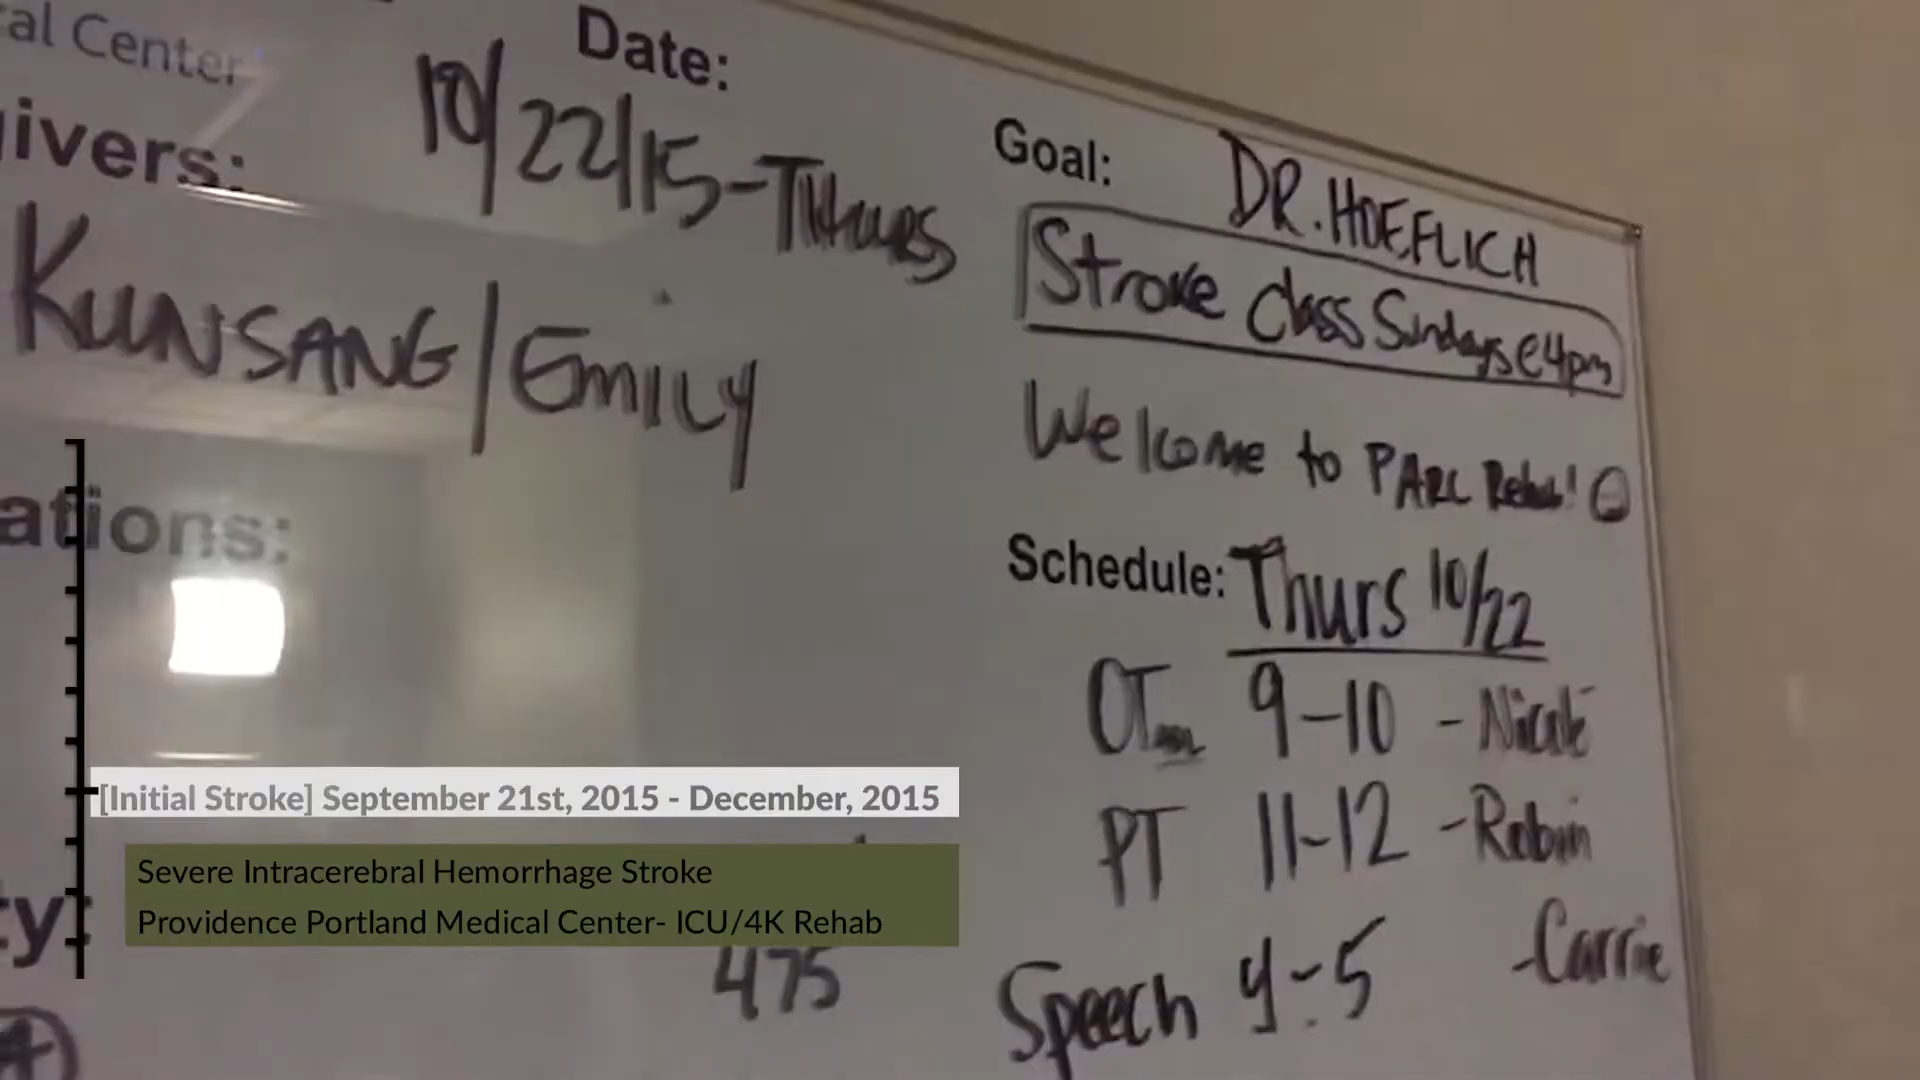 al Center
Date:
10/22/15-THURS
ivers:
KUNSANG/EMILY
Goal:
DR. HOEFLICH
Stroke class Sundays @ 4pm
Welcome to PARC Rehab!
Schedule: Thurs 10/22
OT 9-10 - Nicole
PT 11-12 - Robin
Speech 4-5 - Carrie
ations:
[Initial Stroke] September 21st, 2015 - December, 2015
Severe Intracerebral Hemorrhage Stroke
Providence Portland Medical Center- ICU/4K Rehab
ty:
475